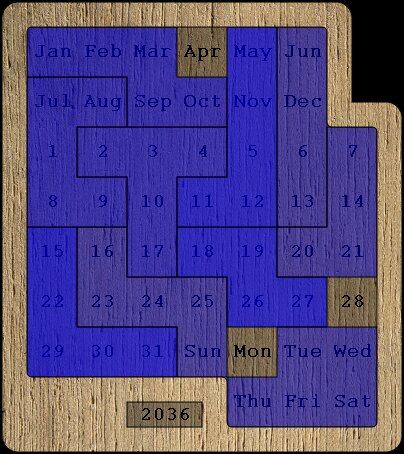 Jan Feb Mar Apr May Jun
Jul Aug Sep Oct Nov Dec
1 2 3 4 5 6 7
8 9 10 11 12 13 14
15 16 17 18 19 20 21
22 23 24 25 26 27 28
29 30 31 Sun Mon Tue Wed
Thu Fri Sat
2036